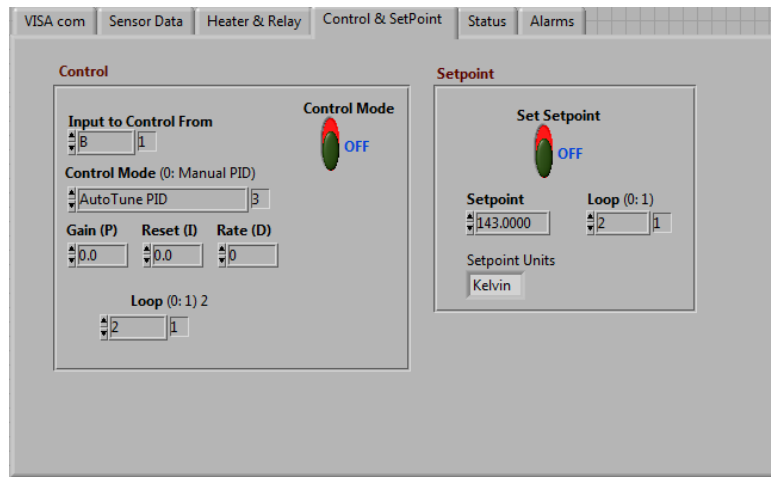 VISA com Sensor Data Heater & Relay Control & SetPoint Status Alarms
Control
Input to Control From
B 1
Control Mode
OFF
Control Mode (0: Manual PID)
AutoTune PID 3
Gain (P) Reset (I) Rate (D)
0.0 0.0 0
Loop (0: 1) 2
2 1
Setpoint
Set Setpoint
OFF
Setpoint Loop (0: 1)
143.0000 2 1
Setpoint Units
Kelvin